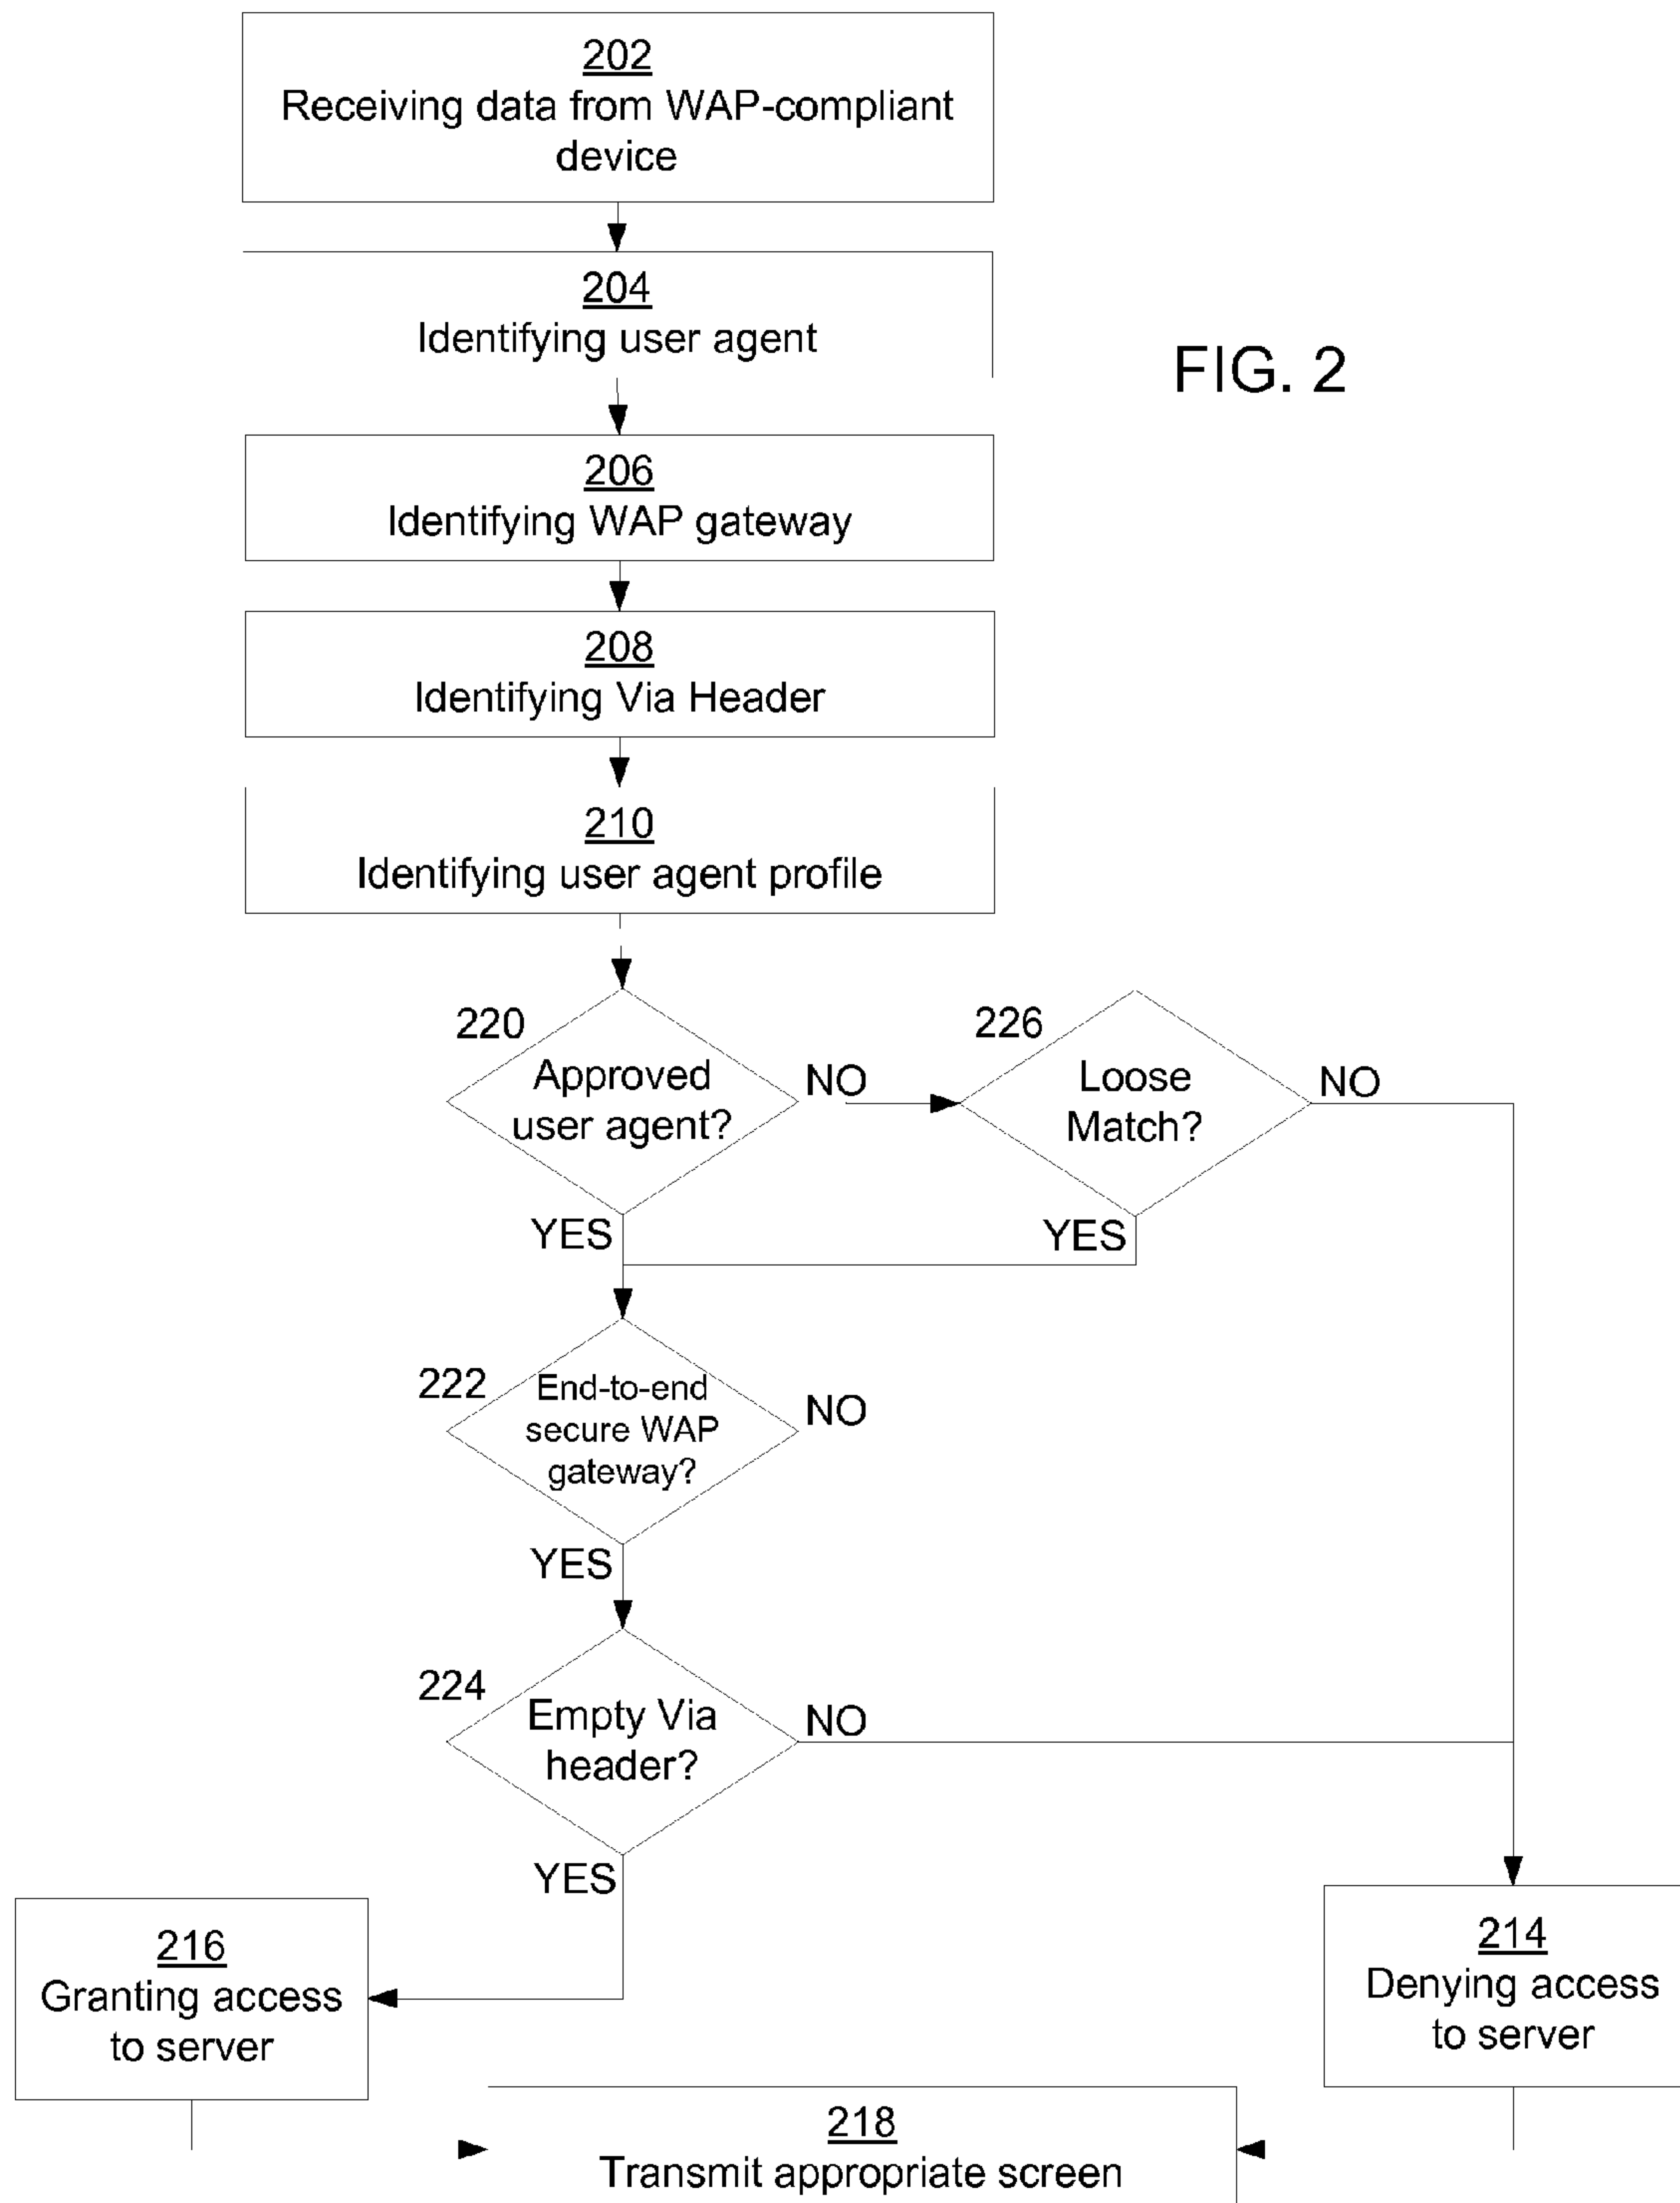 202
Receiving data from WAP-compliant
device
204
Identifying user agent
FIG. 2
206
Identifying WAP gateway
208
Identifying Via Header
210
Identifying user agent profile
220
Approved
user agent?
NO
226
Loose
Match?
NO
YES
YES
222
End-to-end
secure WAP
gateway?
NO
YES
224
Empty Via
header?
NO
YES
216
Granting access
to server
214
Denying access
to server
218
Transmit appropriate screen